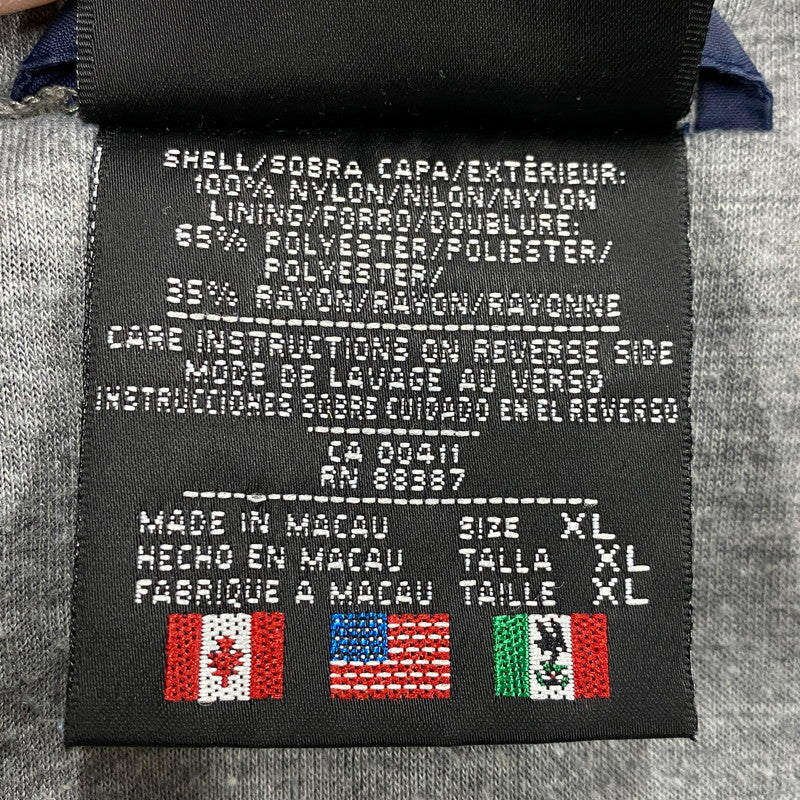 SHELL/SOBRA CAPA/EXTÉRIEUR:
100% NYLON/NILON/NYLON
LINING/FORRO/DOUBLURE:
65% POLYESTER/POLIESTER/
POLYESTER/
35% RAYON/RAYON/RAYONNE
CARE INSTRUCTIONS ON REVERSE SIDE
MODE DE LAVAGE AU VERSO
INSTRUCCIONES SOBRE CUIDADO EN EL REVERSO
CA 00411
RN 88387
MADE IN MACAU SIZE XL
HECHO EN MACAU TALLA XL
FABRIQUE A MACAU TAILLE XL